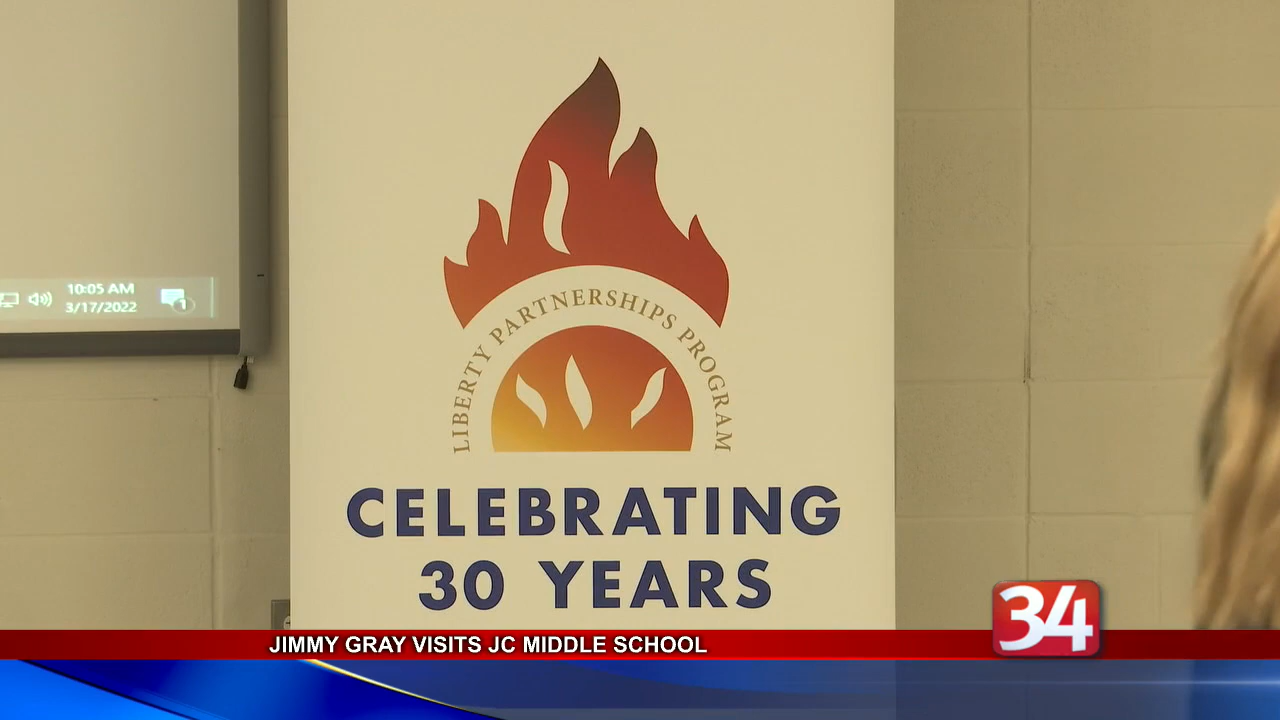 10:05 AM
3/17/2022
LIBERTY PARTNERSHIPS PROGRAM
CELEBRATING
30 YEARS
34
JIMMY GRAY VISITS JC MIDDLE SCHOOL